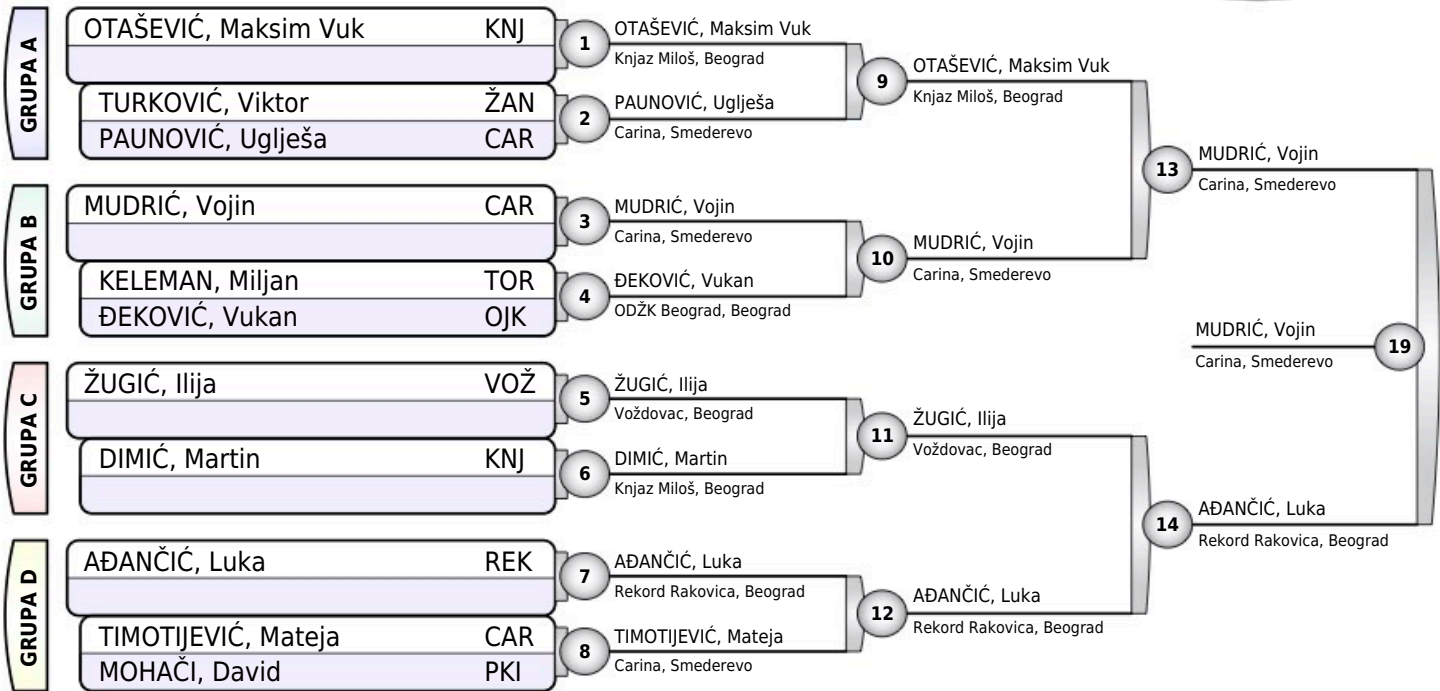 GRUPA A
OTAŠEVIĆ, Maksim Vuk KNJ
TURKOVIĆ, Viktor ŽAN
PAUNOVIĆ, Uglješa CAR
GRUPA B
MUDRIĆ, Vojin CAR
KELEMAN, Miljan TOR
ĐEKOVIĆ, Vukan OJK
GRUPA C
ŽUGIĆ, Ilija VOŽ
DIMIĆ, Martin KNJ
GRUPA D
AĐANČIĆ, Luka REK
TIMOTIJEVIĆ, Mateja CAR
MOHAČI, David PKI
1
OTAŠEVIĆ, Maksim Vuk
Knjaz Miloš, Beograd
2
PAUNOVIĆ, Uglješa
Carina, Smederevo
3
MUDRIĆ, Vojin
Carina, Smederevo
4
ĐEKOVIĆ, Vukan
ODŽK Beograd, Beograd
5
ŽUGIĆ, Ilija
Voždovac, Beograd
6
DIMIĆ, Martin
Knjaz Miloš, Beograd
7
AĐANČIĆ, Luka
Rekord Rakovica, Beograd
8
TIMOTIJEVIĆ, Mateja
Carina, Smederevo
9
OTAŠEVIĆ, Maksim Vuk
Knjaz Miloš, Beograd
10
MUDRIĆ, Vojin
Carina, Smederevo
11
ŽUGIĆ, Ilija
Voždovac, Beograd
12
AĐANČIĆ, Luka
Rekord Rakovica, Beograd
13
MUDRIĆ, Vojin
Carina, Smederevo
14
AĐANČIĆ, Luka
Rekord Rakovica, Beograd
MUDRIĆ, Vojin
Carina, Smederevo
19